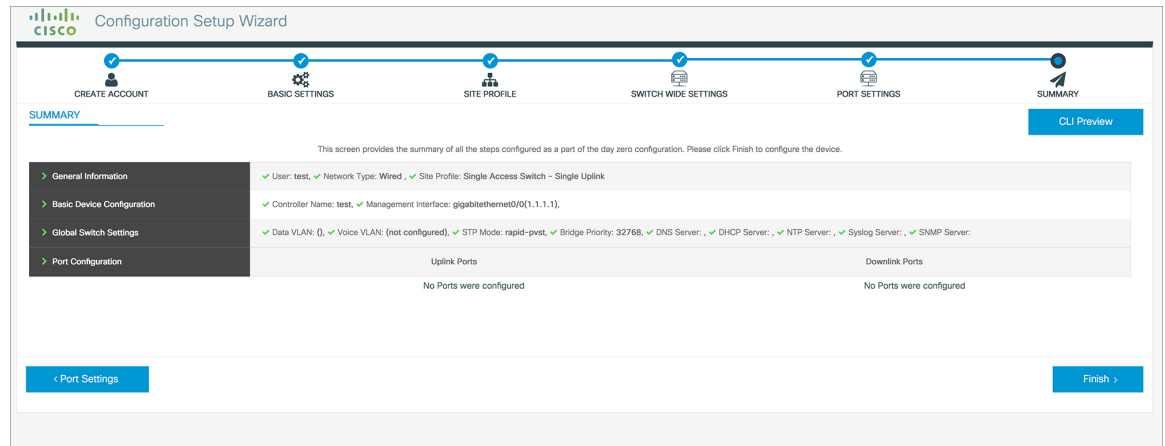 CISCO
Configuration Setup Wizard
CREATE ACCOUNT
BASIC SETTINGS
SITE PROFILE
SWITCH WIDE SETTINGS
PORT SETTINGS
SUMMARY
SUMMARY
CLI Preview
This screen provides the summary of all the steps configured as a part of the day zero configuration. Please click Finish to configure the device.
General Information
User: test, Network Type: Wired , Site Profile: Single Access Switch - Single Uplink
Basic Device Configuration
Controller Name: test, Management Interface: gigabitethernet0/0(1.1.1.1),
Global Switch Settings
Data VLAN: (), Voice VLAN: (not configured), STP Mode: rapid-pvst, Bridge Priority: 32768, DNS Server: , DHCP Server: , NTP Server: , Syslog Server: , SNMP Server:
Port Configuration
Uplink Ports
Downlink Ports
No Ports were configured
No Ports were configured
< Port Settings
Finish >